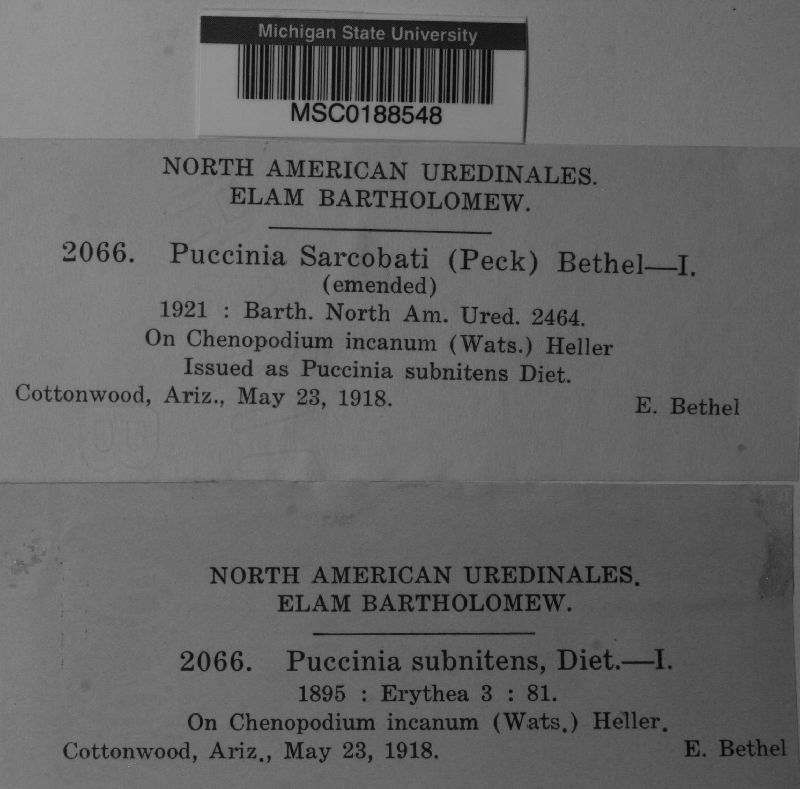 Michigan State University
MSC0188548
NORTH AMERICAN UREDINALES.
ELAM BARTHOLOMEW.
2066. Puccinia Sarcobati (Peck) Bethel—I.
(emended)
1921 : Barth. North Am. Ured. 2464.
On Chenopodium incanum (Wats.) Heller
Issued as Puccinia subnitens Diet.
Cottonwood, Ariz., May 23, 1918. E. Bethel
NORTH AMERICAN UREDINALES.
ELAM BARTHOLOMEW.
2066. Puccinia subnitens, Diet.—I.
1895 : Erythea 3 : 81.
On Chenopodium incanum (Wats.) Heller.
Cottonwood, Ariz., May 23, 1918. E. Bethel